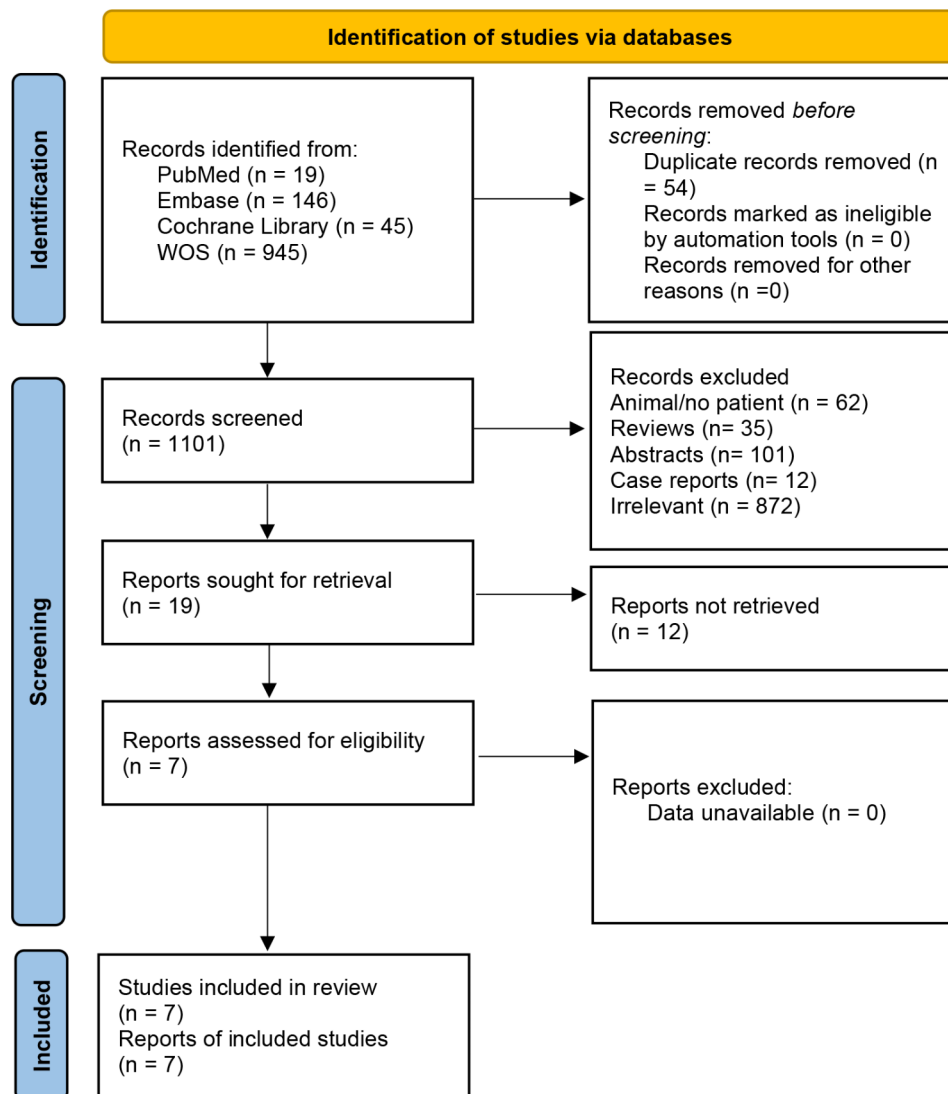 Identification of studies via databases
Identification
Records identified from:
PubMed (n = 19)
Embase (n = 146)
Cochrane Library (n = 45)
WOS (n = 945)
Records removed before
screening:
Duplicate records removed (n
= 54)
Records marked as ineligible
by automation tools (n = 0)
Records removed for other
reasons (n =0)
Screening
Records screened
(n = 1101)
Records excluded
Animal/no patient (n = 62)
Reviews (n= 35)
Abstracts (n= 101)
Case reports (n= 12)
Irrelevant (n = 872)
Reports sought for retrieval
(n = 19)
Reports not retrieved
(n = 12)
Reports assessed for eligibility
(n = 7)
Reports excluded:
Data unavailable (n = 0)
Included
Studies included in review
(n = 7)
Reports of included studies
(n = 7)